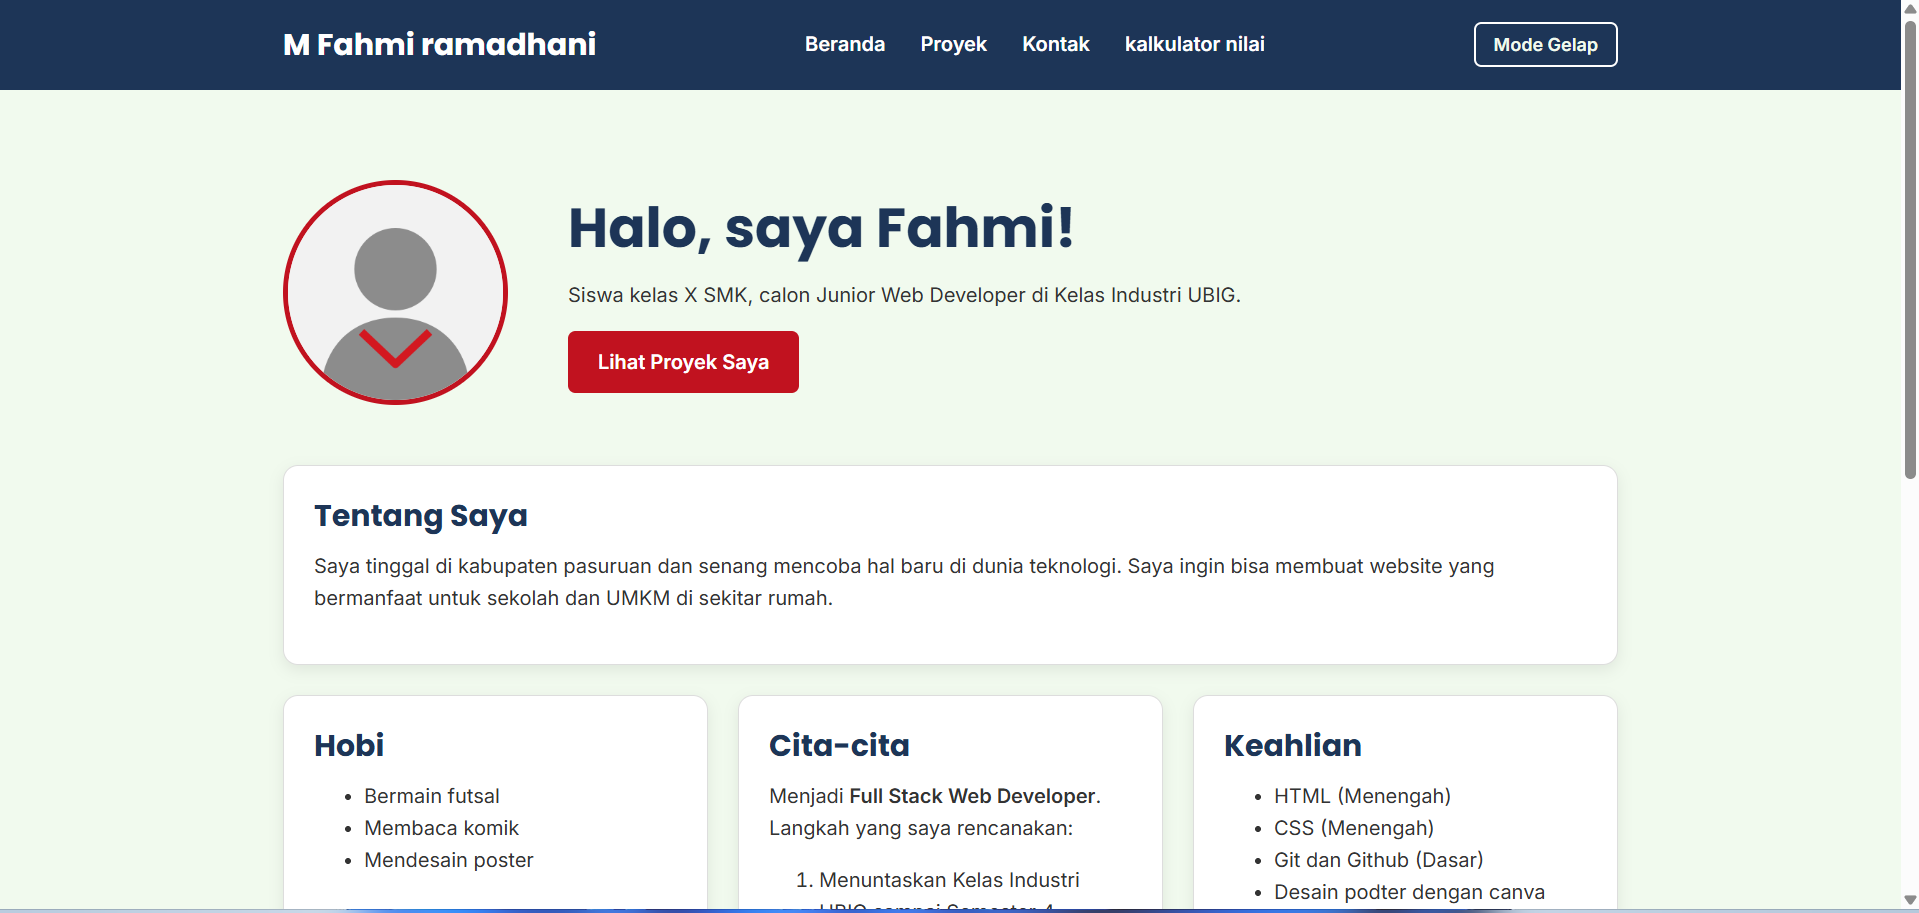 M Fahmi ramadhani
Beranda Proyek Kontak kalkulator nilai
Mode Gelap
Halo, saya Fahmi!
Siswa kelas X SMK, calon Junior Web Developer di Kelas Industri UBIG.
Lihat Proyek Saya
Tentang Saya
Saya tinggal di kabupaten pasuruan dan senang mencoba hal baru di dunia teknologi. Saya ingin bisa membuat website yang
bermanfaat untuk sekolah dan UMKM di sekitar rumah.
Hobi
• Bermain futsal
• Membaca komik
• Mendesain poster
Cita-cita
Menjadi Full Stack Web Developer.
Langkah yang saya rencanakan:
1. Menuntaskan Kelas Industri
UBIG sampai Semester 4
Keahlian
• HTML (Menengah)
• CSS (Menengah)
• Git dan Github (Dasar)
• Desain podter dengan canva